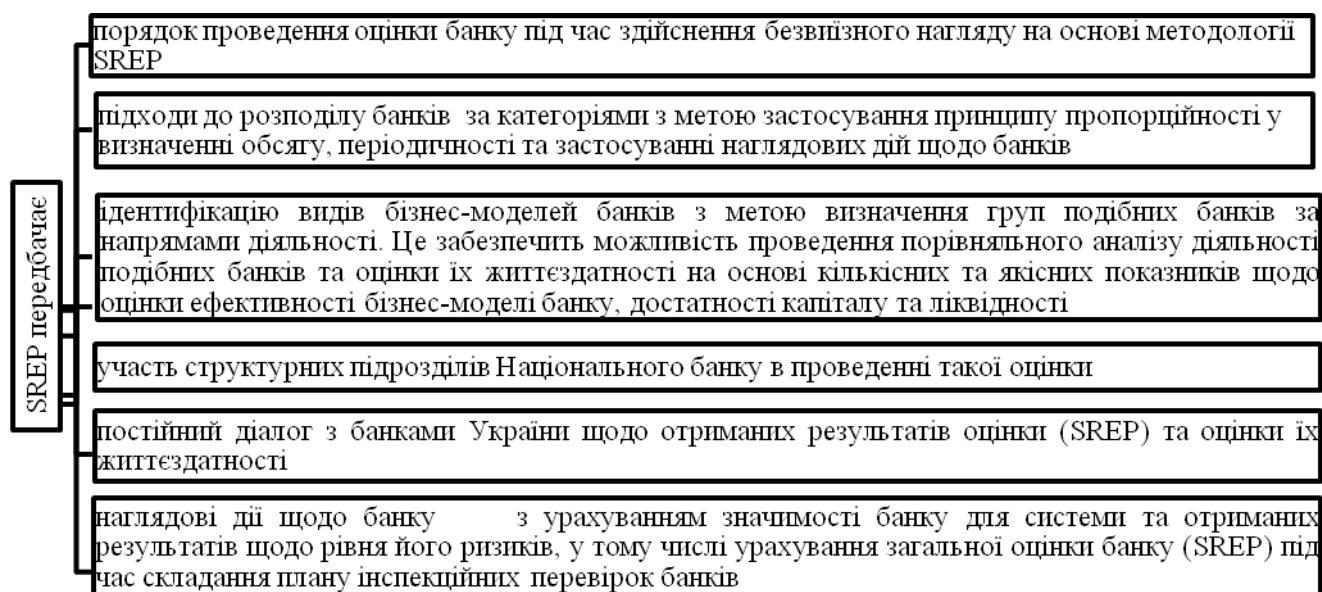 SREP передбачає
порядок проведення оцінки банку під час здійснення безвиїзного нагляду на основі методології
SREP
підходи до розподілу банків за категоріями з метою застосування принципу пропорційності у
визначенні обсягу, періодичності та застосуванні наглядових дій щодо банків
ідентифікацію видів бізнес-моделей банків з метою визначення груп подібних банків за
напрямами діяльності. Це забезпечить можливість проведення порівняльного аналізу діяльності
подібних банків та оцінки їх життєздатності на основі кількісних та якісних показників щодо
оцінки ефективності бізнес-моделі банку, достатності капіталу та ліквідності
участь структурних підрозділів Національного банку в проведенні такої оцінки
постійний діалог з банками України щодо отриманих результатів оцінки (SREP) та оцінки їх
життєздатності
наглядові дії щодо банку з урахуванням значимості банку для системи та отриманих
результатів щодо рівня його ризиків, у тому числі урахування загальної оцінки банку (SREP) під
час складання плану інспекційних перевірок банків